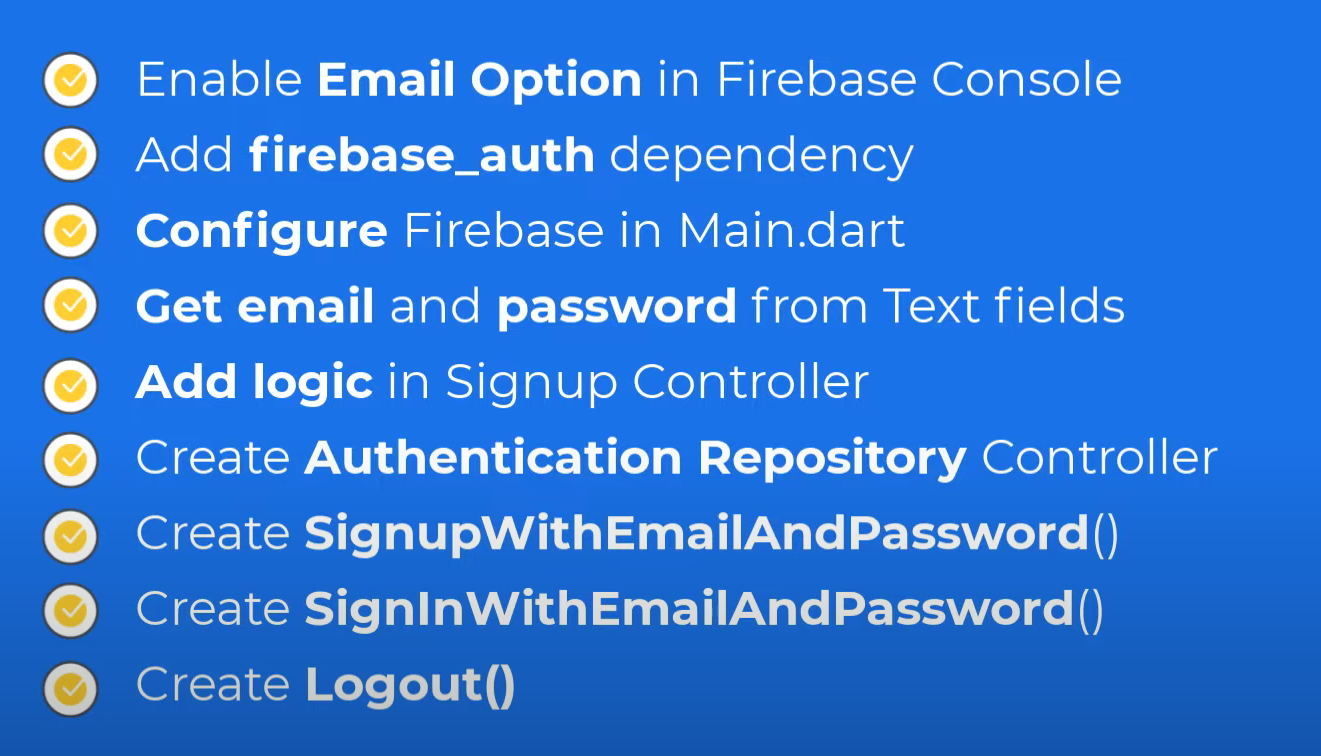 Enable Email Option in Firebase Console
Add firebase_auth dependency
Configure Firebase in Main.dart
Get email and password from Text fields
Add logic in Signup Controller
Create Authentication Repository Controller
Create SignupWithEmailAndPassword()
Create SignInWithEmailAndPassword()
Create Logout()